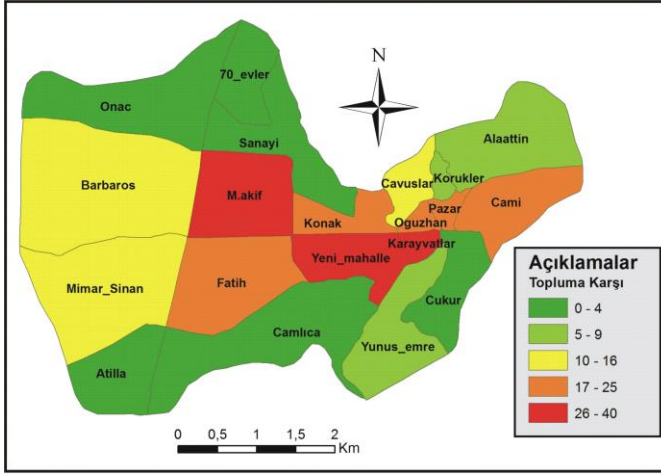 70_evler
N
Onac
Sanayi
Alaattin
Barbaros
Cavuslar
Korukler
M.akif
Cami
Pazar
Konak
Oguzhan
Karayvatlar
Yeni_mahalle
Açıklamalar
Topluma Karşı
Mimar_Sinan
Fatih
Cukur
0 - 4
Camlıca
5 - 9
Yunus_emre
10 - 16
Atilla
17 - 25
26 - 40
0 0,5 1 1,5 2
Km